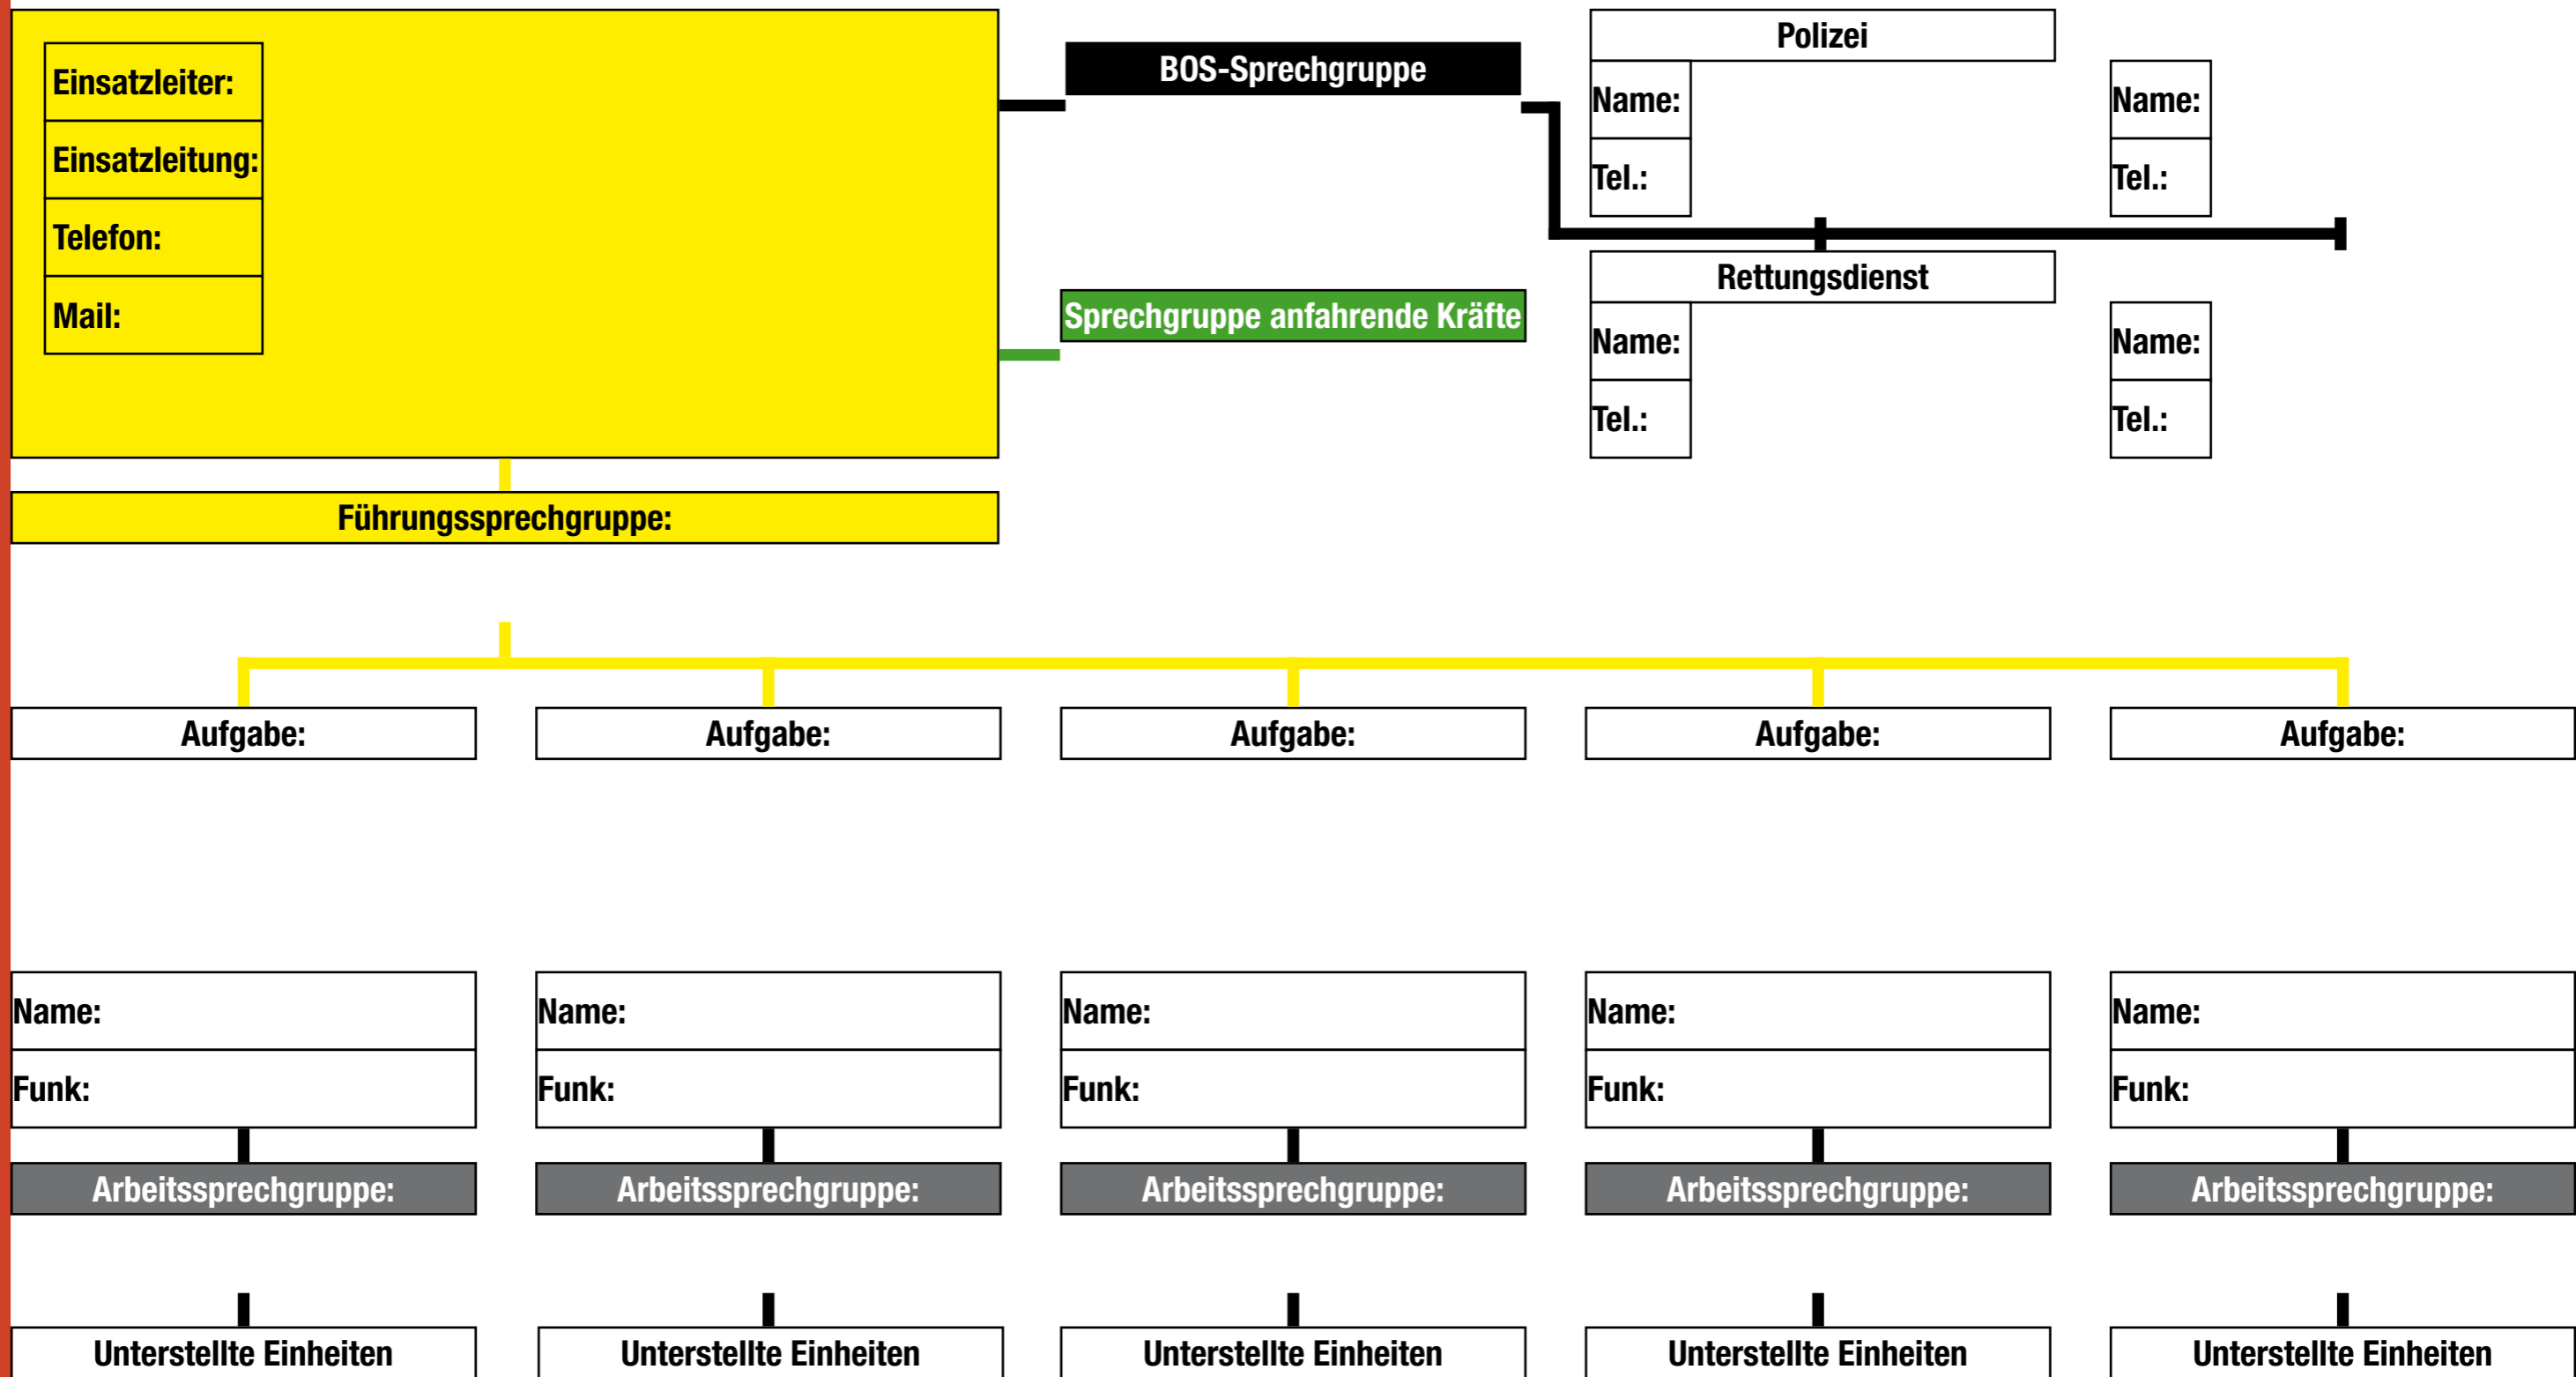 Einsatzleiter:
Einsatzleitung:
Telefon:
Mail:
BOS-Sprechgruppe
Sprechgruppe anfahrende Kräfte
Polizei
Name:
Tel.:
Name:
Tel.:
Rettungsdienst
Name:
Tel.:
Name:
Tel.:
Führungssprechgruppe:
Aufgabe:
Aufgabe:
Aufgabe:
Aufgabe:
Aufgabe:
Name:
Name:
Name:
Name:
Name:
Funk:
Funk:
Funk:
Funk:
Funk:
Arbeitssprechgruppe:
Arbeitssprechgruppe:
Arbeitssprechgruppe:
Arbeitssprechgruppe:
Arbeitssprechgruppe:
Unterstellte Einheiten
Unterstellte Einheiten
Unterstellte Einheiten
Unterstellte Einheiten
Unterstellte Einheiten